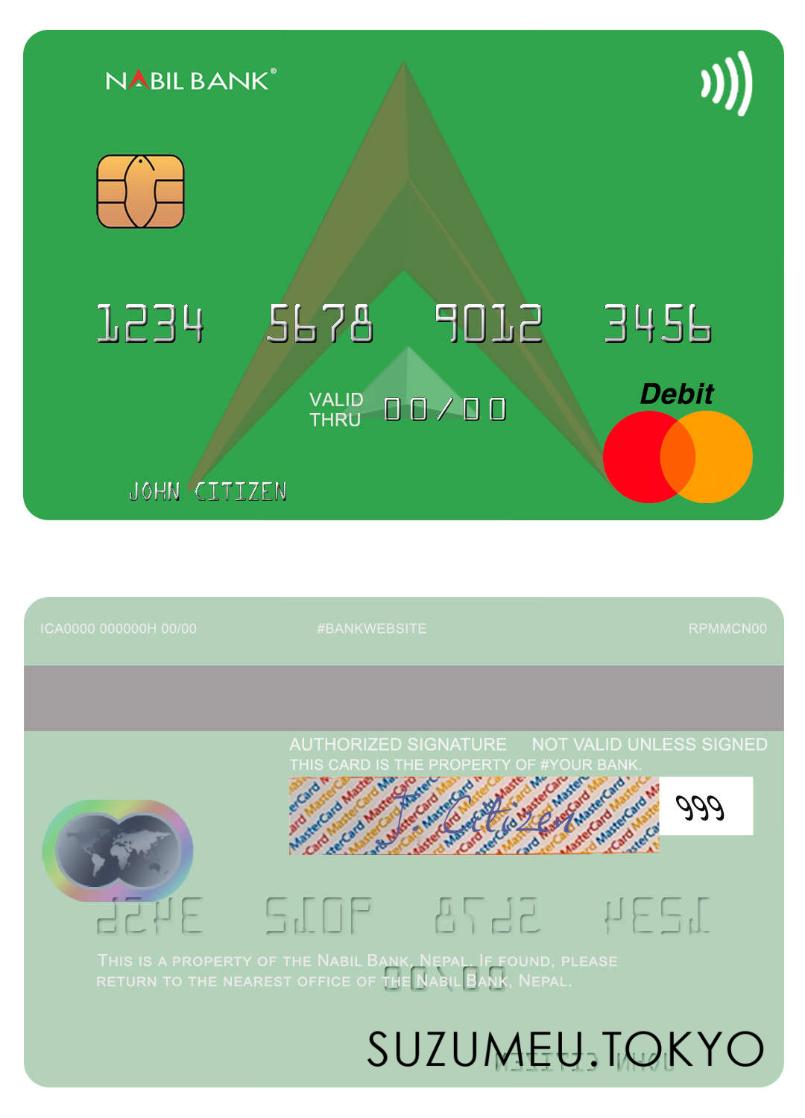 NABIL BANK®
1234 5678 9012 3456
Debit
VALID THRU 00/00
JOHN CITIZEN
ICA0000 000000H 00/00 #BANKWEBSITE RPMMCN00
AUTHORIZED SIGNATURE NOT VALID UNLESS SIGNED
THIS CARD IS THE PROPERTY OF #YOUR BANK.
MasterCard
J. Citizen
999
THIS IS A PROPERTY OF THE NABIL BANK, NEPAL. IF FOUND, PLEASE
RETURN TO THE NEAREST OFFICE OF THE NABIL BANK, NEPAL.
SUZUMEU.TOKYO